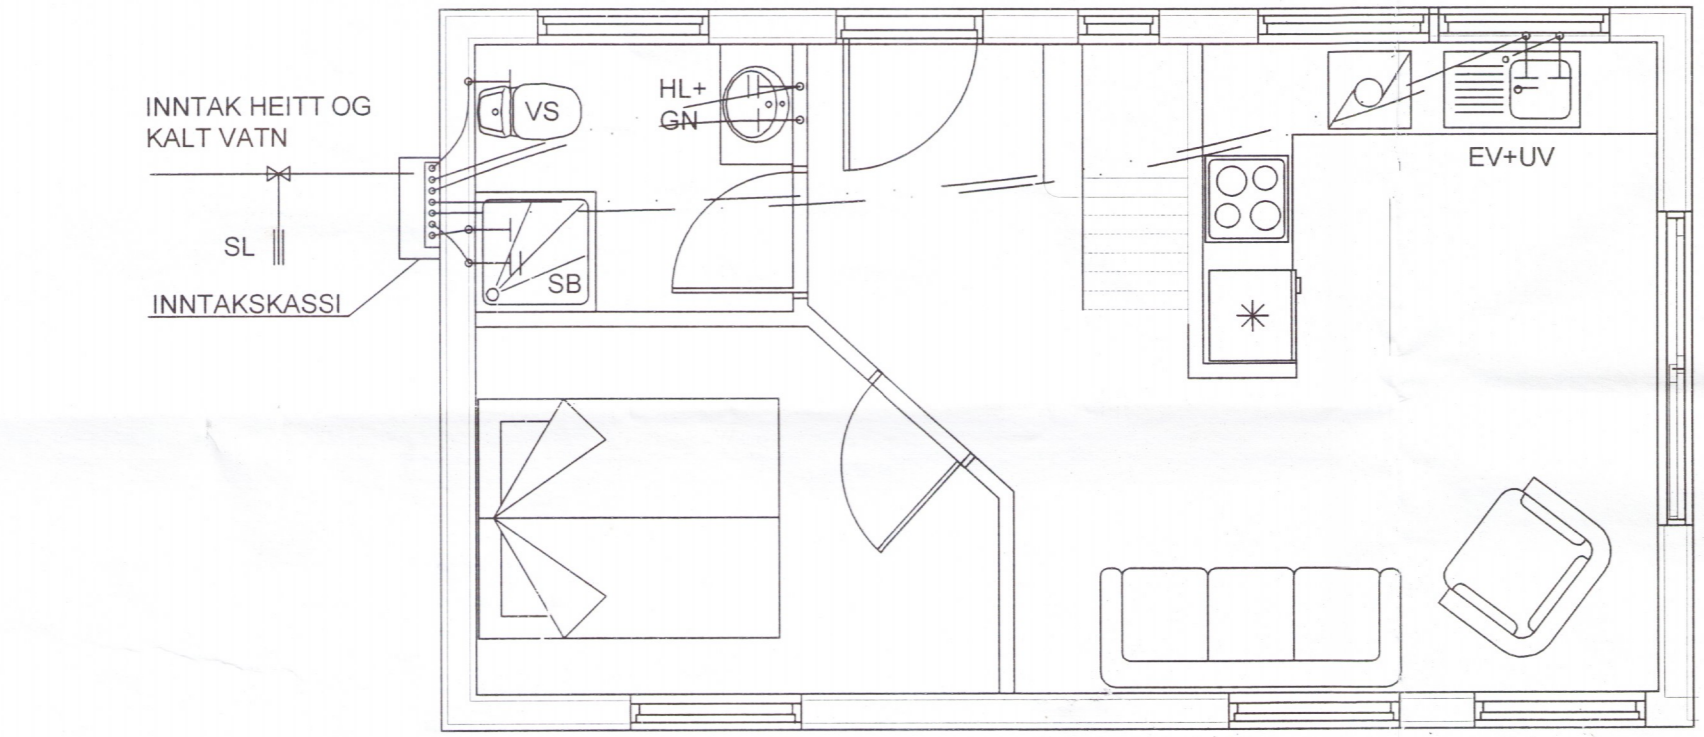 INNTAK HEITT OG
KALT VATN
SL
INNTAKSKASSI
VS
HL+
GN
SB
EV+UV